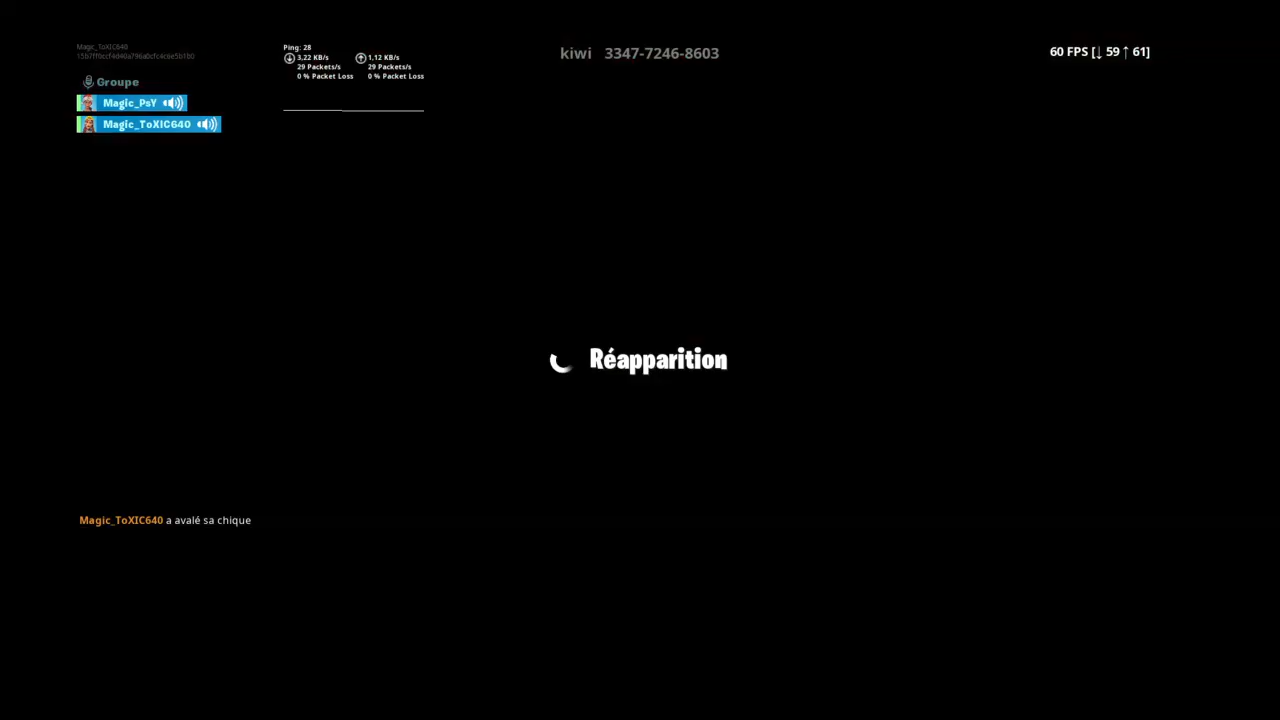 Magic_ToXIC640
Ping: 28
3,22 KB/s
1,12 KB/s
29 Packets/s
29 Packets/s
0 % Packet Loss
0 % Packet Loss
kiwi 3347-7246-8603
60 FPS [↓ 59 ↑ 61]
Groupe
Magic_PsY
Magic_ToXIC640
Réapparition
Magic_ToXIC640 a avalé sa chique